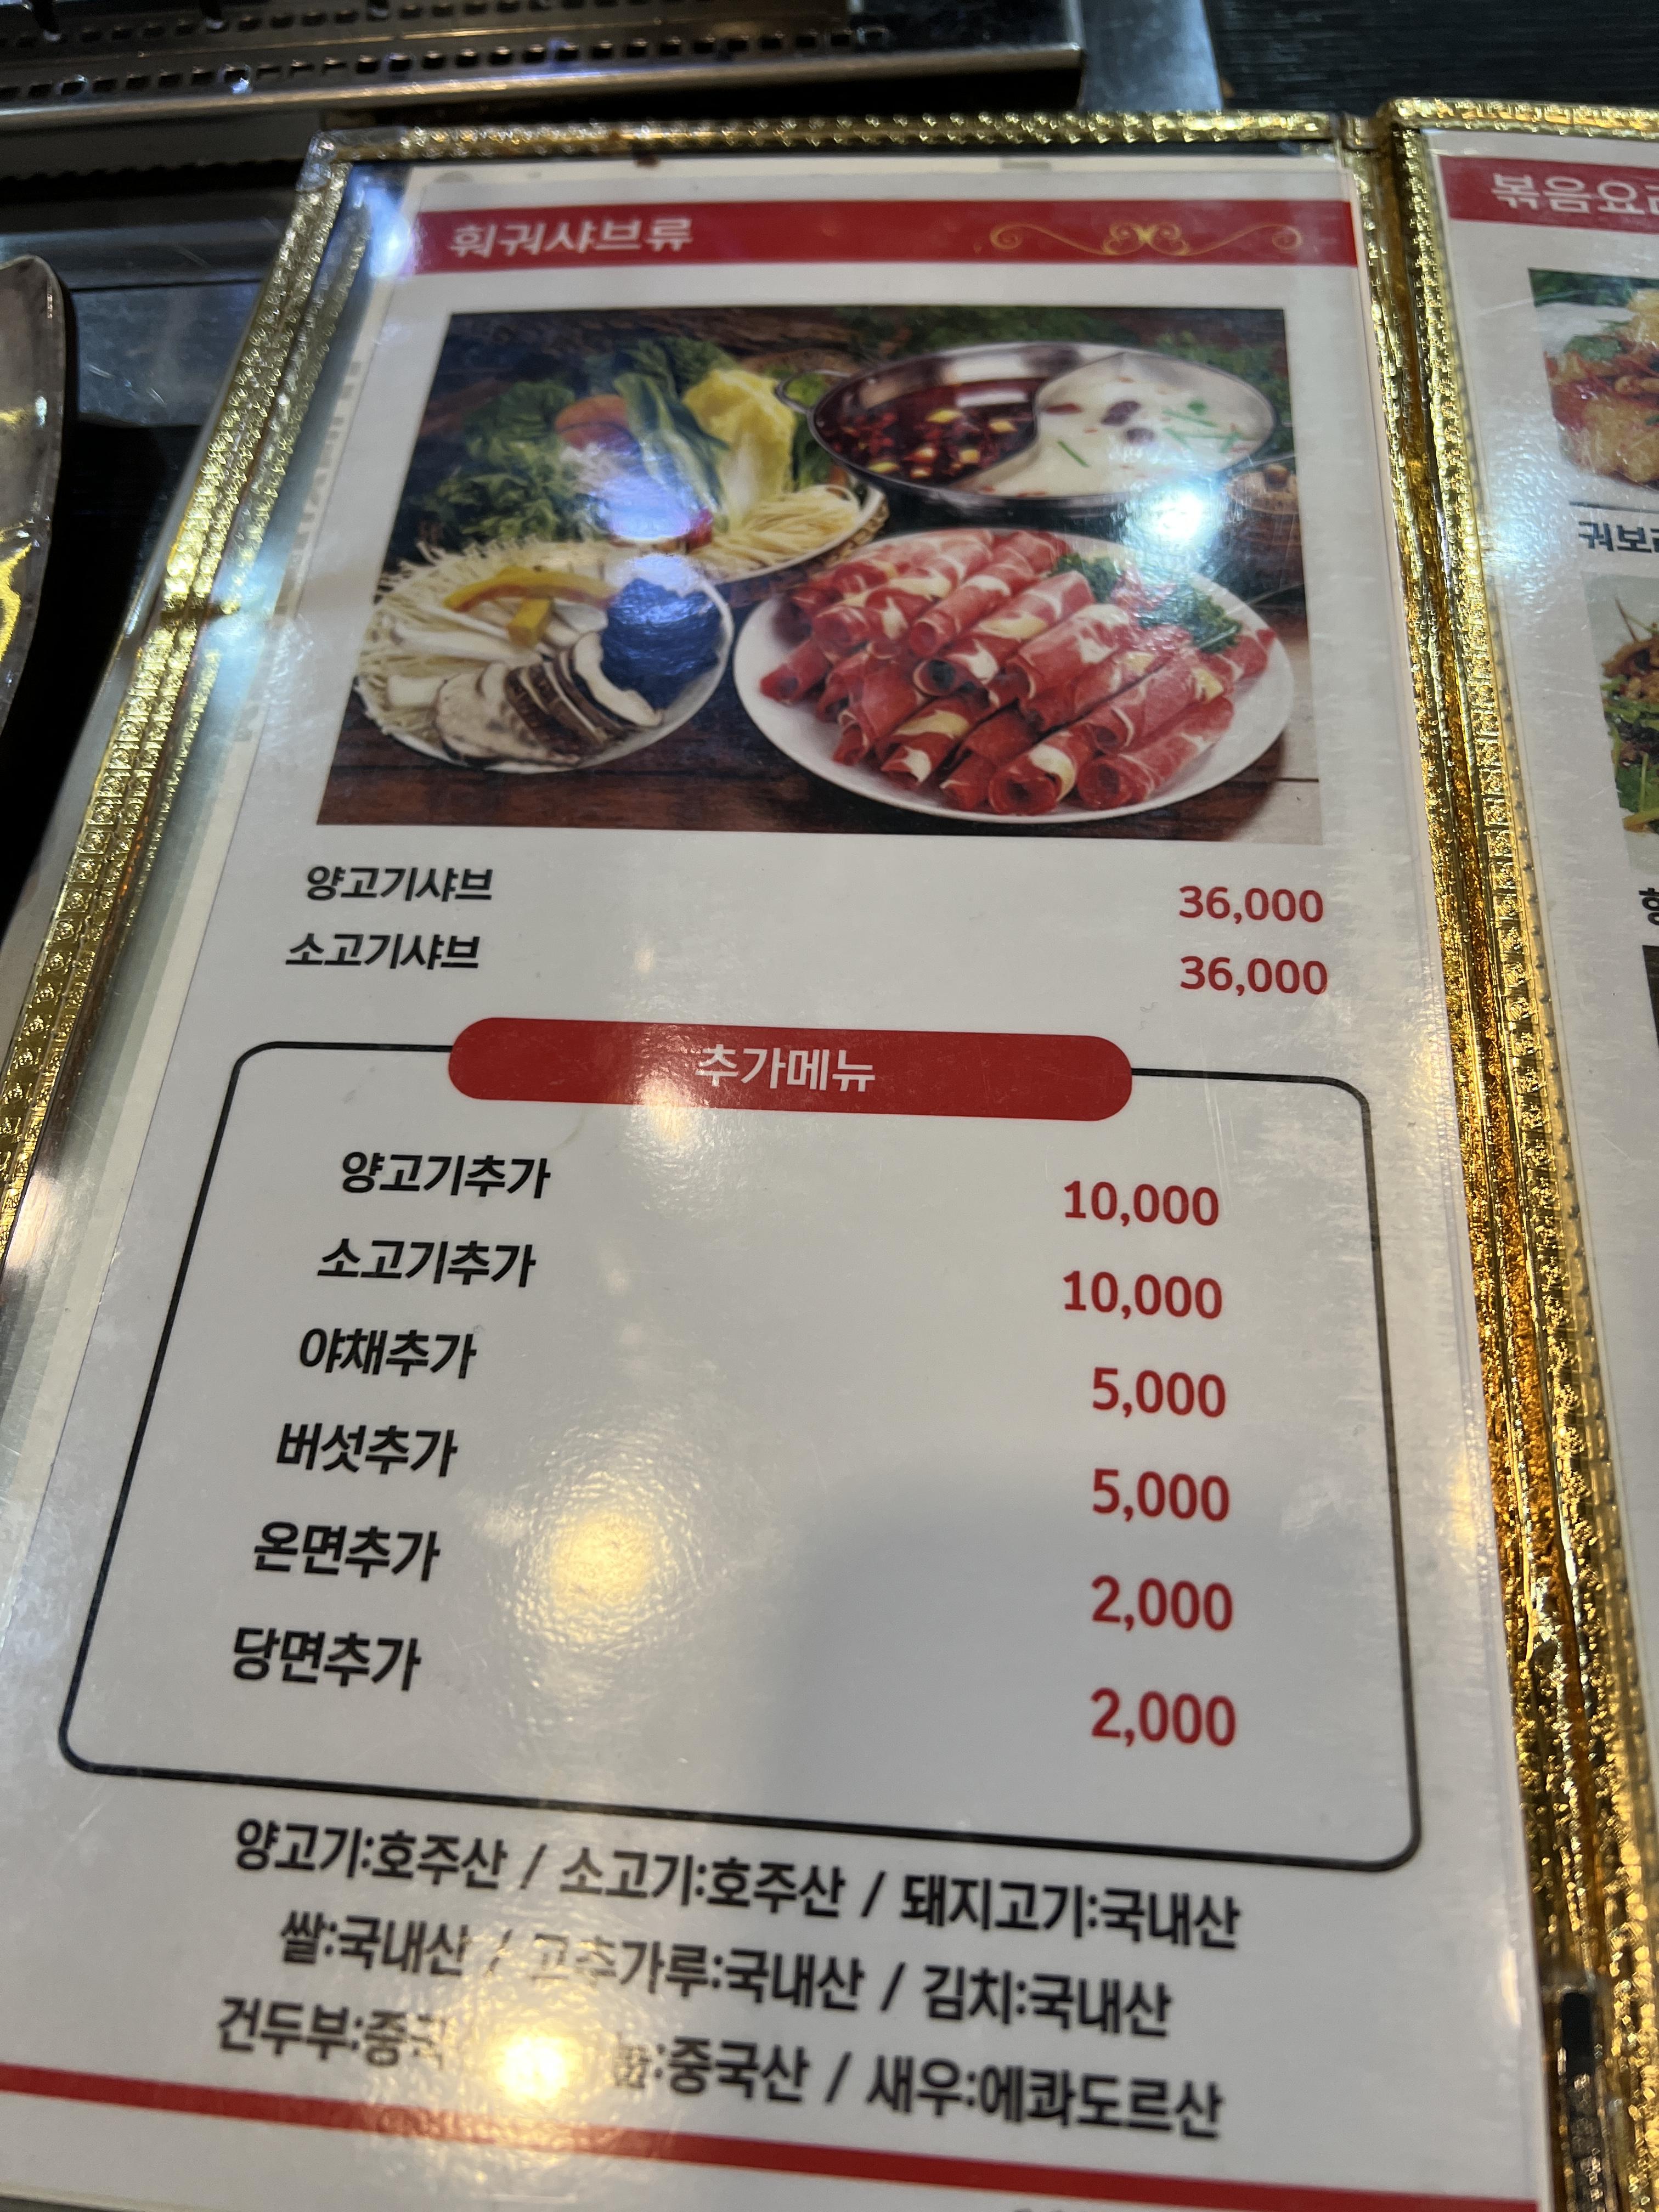 훠궈샤브류
양고기샤브 36,000
소고기샤브 36,000
추가메뉴
양고기추가 10,000
소고기추가 10,000
야채추가 5,000
버섯추가 5,000
온면추가 2,000
당면추가 2,000
양고기:호주산 / 소고기:호주산 / 돼지고기:국내산
쌀:국내산 / 고추가루:국내산 / 김치:국내산
건두부:중국 :중국산 / 새우:에콰도르산
볶음요
궈보